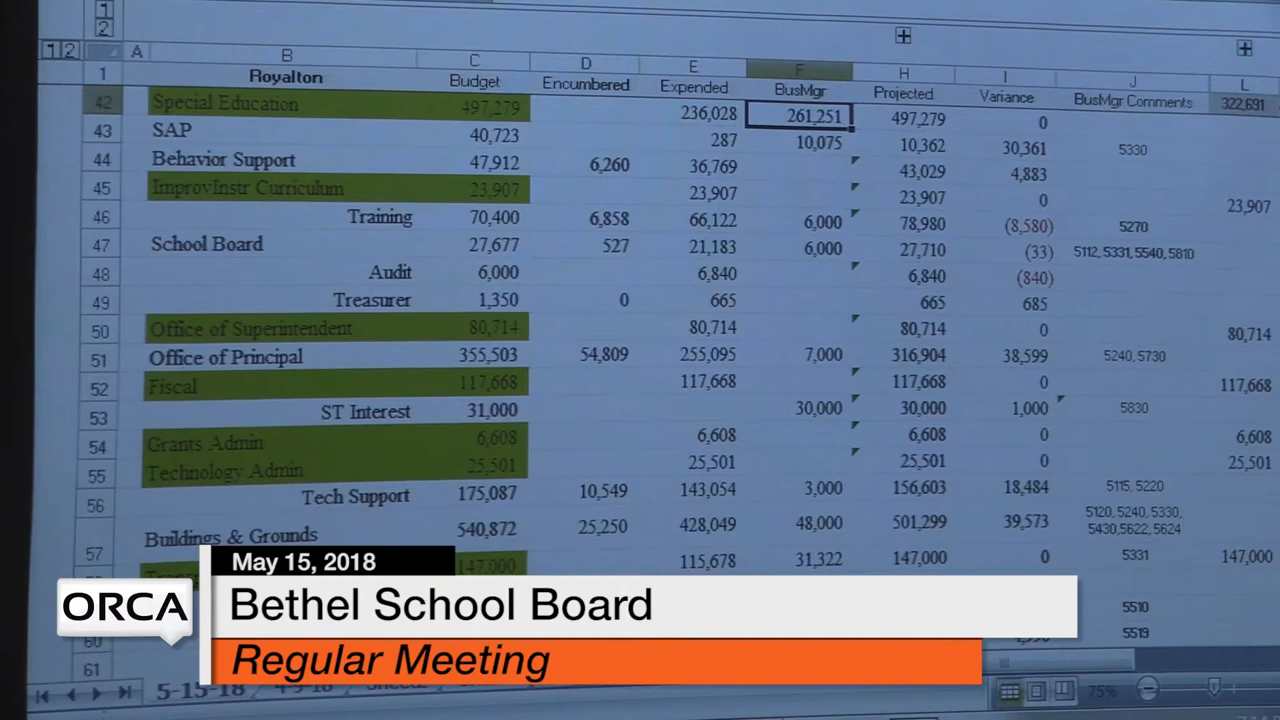 1
2
1 2 A B C D E F H I J L
1 Royalton Budget Encumbered Expended BusMgr Projected Variance BusMgr Comments 322,691
42 Special Education 497,279 236,028 261,251 497,279 0
43 SAP 40,723 287 10,075 10,362 30,361 5330
44 Behavior Support 47,912 6,260 36,769 43,029 4,883
45 ImprovInstr Curriculum 23,907 23,907 23,907 0 23,907
46 Training 70,400 6,858 66,122 6,000 78,980 (8,580) 5270
47 School Board 27,677 527 21,183 6,000 27,710 (33) 5112, 5331, 5540, 5810
48 Audit 6,000 6,840 6,840 (840)
49 Treasurer 1,350 0 665 665 685
50 Office of Superintendent 80,714 80,714 80,714 0 80,714
51 Office of Principal 355,503 54,809 255,095 7,000 316,904 38,599 5240, 5730
52 Fiscal 117,668 117,668 117,668 0 117,668
53 ST Interest 31,000 30,000 30,000 1,000 5830
54 Grants Admin 6,608 6,608 6,608 0 6,608
55 Technology Admin 25,501 25,501 25,501 0 25,501
56 Tech Support 175,087 10,549 143,054 3,000 156,603 18,484 5115, 5220
57 Buildings & Grounds 540,872 25,250 428,049 48,000 501,299 39,573 5120, 5240, 5330,
5430,5622, 5624
147,000 115,678 31,322 147,000 0 5331 147,000
5510
60 5519
61
5-15-18
75%
May 15, 2018
ORCA
Bethel School Board
Regular Meeting